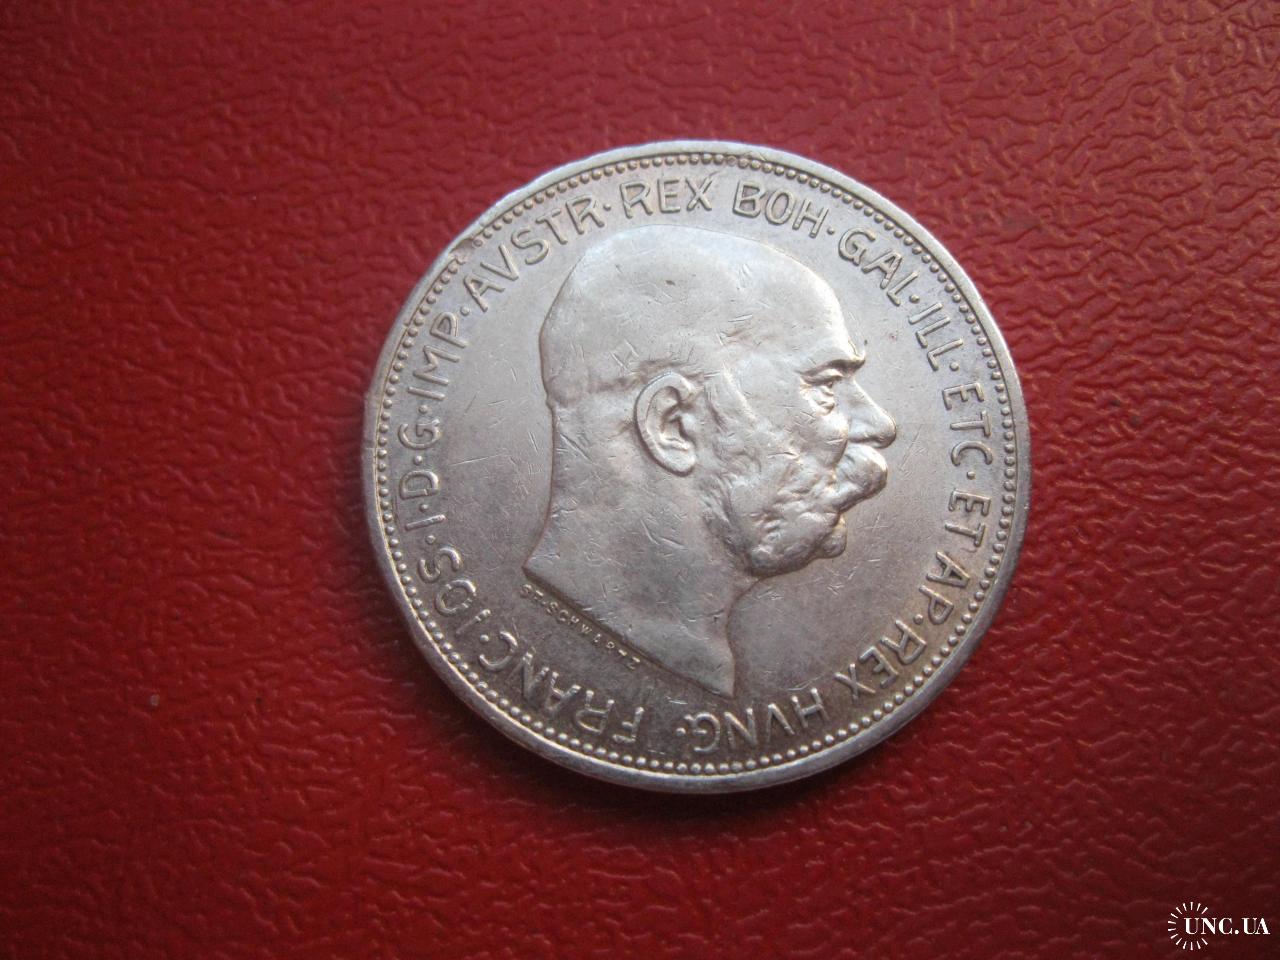 FRANC·IOS·I·D·G·IMP·AVSTR·REX BOH·GAL·ILL·ETC·ET AP·REX HVNG·
ST·SCHWARTZ
UNC.UA